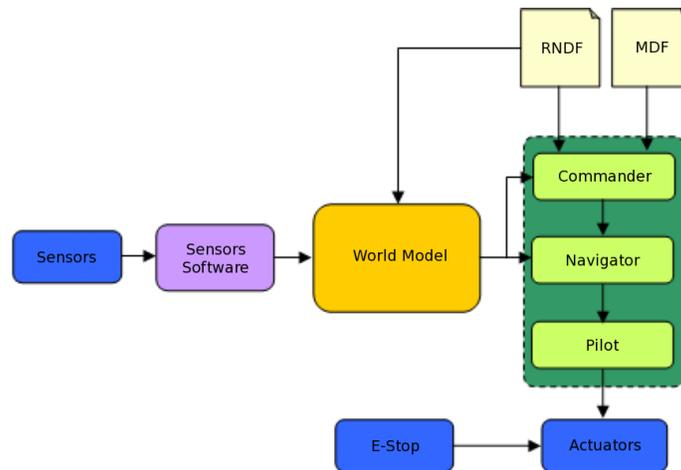 RNDF
MDF
Commander
Sensors
Sensors
Software
World Model
Navigator
Pilot
E-Stop
Actuators